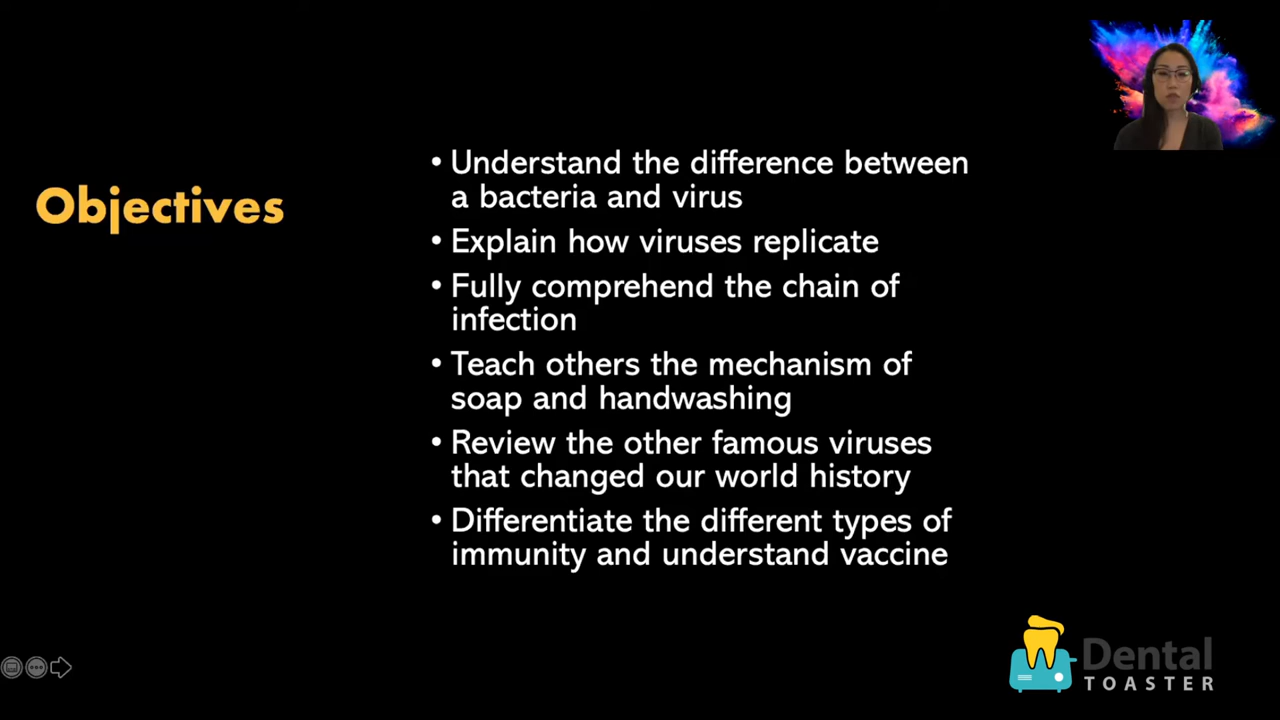 Objectives
• Understand the difference between
a bacteria and virus
• Explain how viruses replicate
• Fully comprehend the chain of
infection
• Teach others the mechanism of
soap and handwashing
• Review the other famous viruses
that changed our world history
• Differentiate the different types of
immunity and understand vaccine
Dental
TOASTER